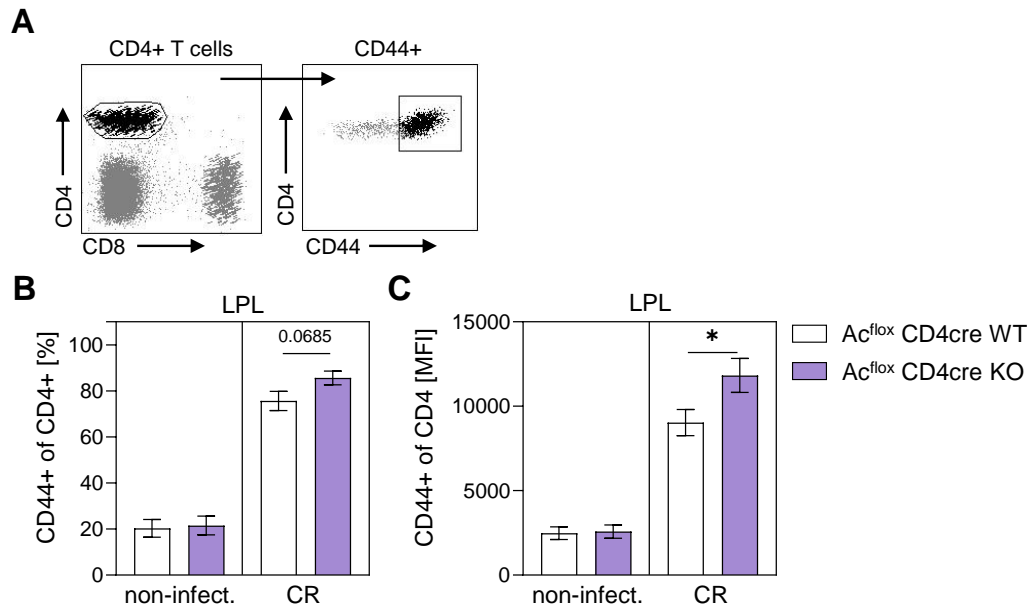 A
CD4+ T cells
CD44+
CD4
CD4
CD8
CD44
B
LPL
CD44+ of CD4+ [%]
100
80
60
40
20
0
0.0685
non-infect.
CR
C
LPL
CD44+ of CD4 [MFI]
15000
10000
5000
0
*
non-infect.
CR
Ac^flox CD4cre WT
Ac^flox CD4cre KO